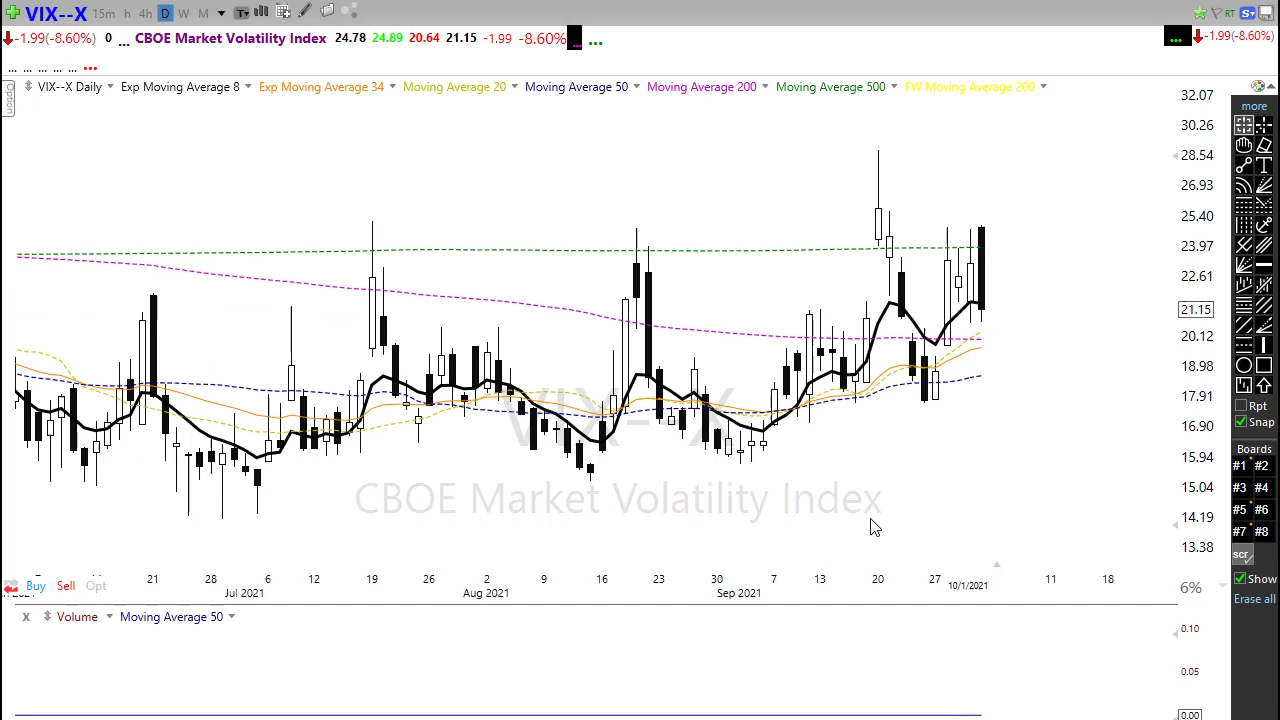 VIX--X 15m h 4h D W M T RT S
-1.99(-8.60%) 0 ... CBOE Market Volatility Index 24.78 24.89 20.64 21.15 -1.99 -8.60% ... ... ... -1.99(-8.60%)
... ... ... ... ... ...
Option
VIX--X Daily Exp Moving Average 8 Exp Moving Average 34 Moving Average 20 Moving Average 50 Moving Average 200 Moving Average 500 FW Moving Average 200
32.07
30.26
28.54
26.93
25.40
23.97
22.61
21.15
20.12
18.98
17.91
16.90
15.94
15.04
14.19
13.38
VIX--X
CBOE Market Volatility Index
more
T
Rpt
Snap
Boards
#1 #2
#3 #4
#5 #6
#7 #8
scr
Show
Erase all
21 28 6 12 19 26 2 9 16 23 30 7 13 20 27 10/1/2021 11 18
Jul 2021 Aug 2021 Sep 2021
Buy Sell Opt 6%
x Volume Moving Average 50
0.10
0.05
0.00